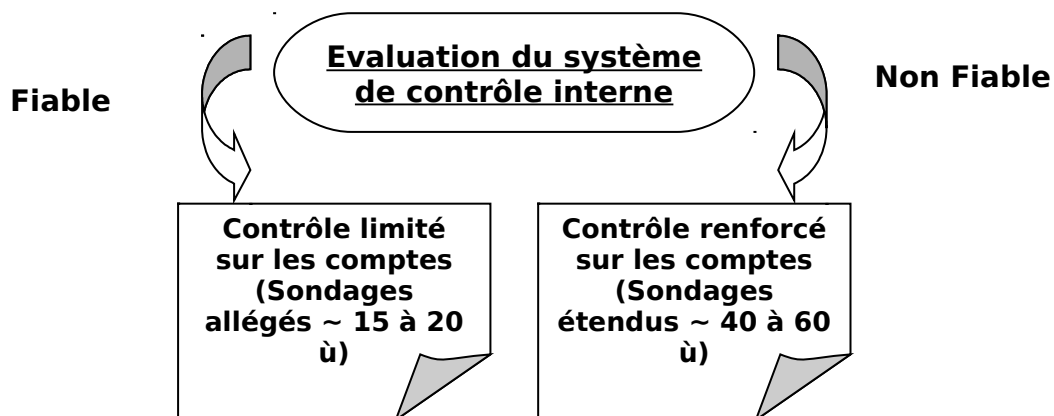 Evaluation du système
de contrôle interne
Fiable
Non Fiable
Contrôle limité
sur les comptes
(Sondages
allégés ~ 15 à 20
ù)
Contrôle renforcé
sur les comptes
(Sondages
étendus ~ 40 à 60
ù)